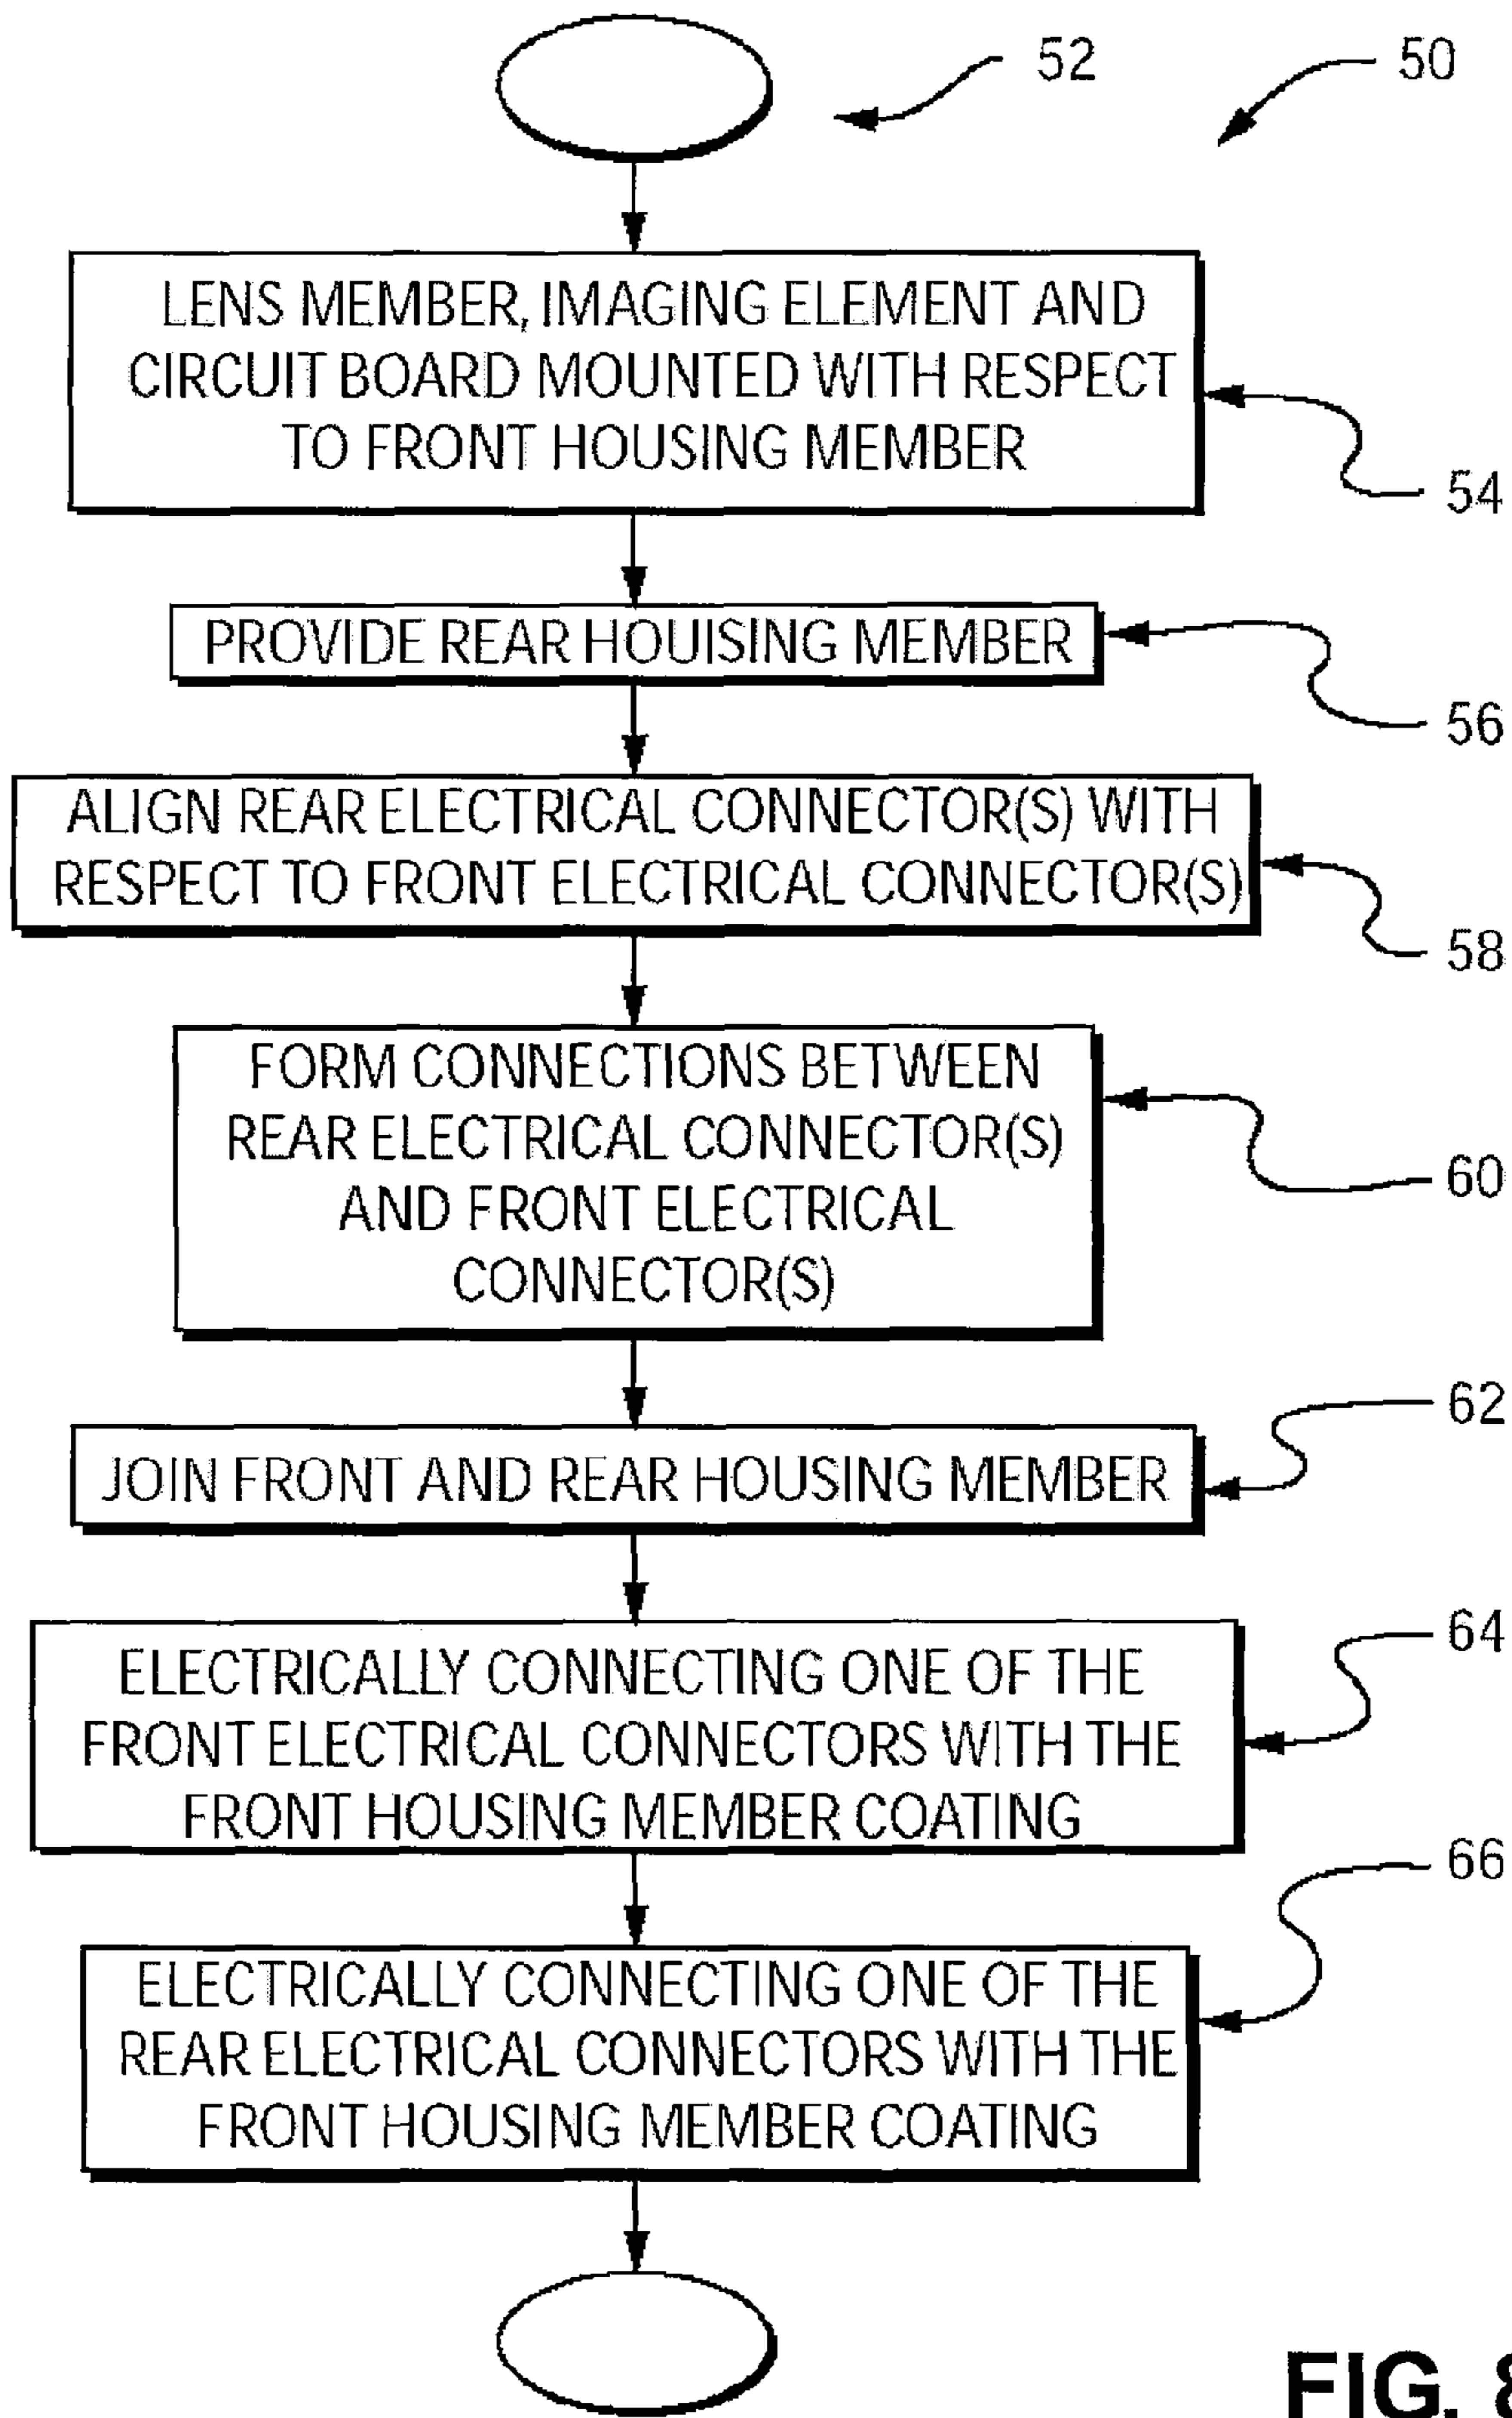 52
50
LENS MEMBER, IMAGING ELEMENT AND
CIRCUIT BOARD MOUNTED WITH RESPECT
TO FRONT HOUSING MEMBER
54
PROVIDE REAR HOUISING MEMBER
56
ALIGN REAR ELECTRICAL CONNECTOR(S) WITH
RESPECT TO FRONT ELECTRICAL CONNECTOR(S)
58
FORM CONNECTIONS BETWEEN
REAR ELECTRICAL CONNECTOR(S)
AND FRONT ELECTRICAL
CONNECTOR(S)
60
62
JOIN FRONT AND REAR HOUSING MEMBER
64
ELECTRICALLY CONNECTING ONE OF THE
FRONT ELECTRICAL CONNECTORS WITH THE
FRONT HOUSING MEMBER COATING
66
ELECTRICALLY CONNECTING ONE OF THE
REAR ELECTRICAL CONNECTORS WITH THE
FRONT HOUSING MEMBER COATING
FIG. 8